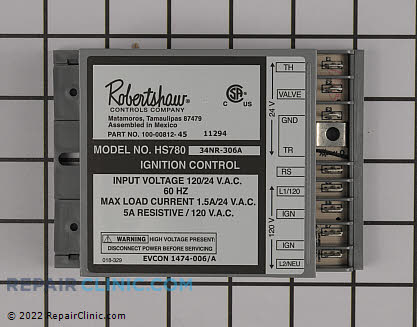 Robertshaw®
CONTROLS COMPANY
Matamoros, Tamaulipas 87479
Assembled in Mexico
PART NO. 100-00812-45 11294
C US
MODEL NO. HS780 34NR-306A
IGNITION CONTROL
INPUT VOLTAGE 120/24 V.A.C.
60 HZ
MAX LOAD CURRENT 1.5A/24 V.A.C.
5A RESISTIVE / 120 V.A.C.
WARNING HIGH VOLTAGE PRESENT:
DISCONNECT POWER BEFORE SERVICING
018-329 EVCON 1474-006/A
TH
VALVE
24 V
GND
TR
RS
L1/120
IGN
120 V
IGN
L2/NEU
REPAIRCLINIC.COM
© 2022 RepairClinic.com